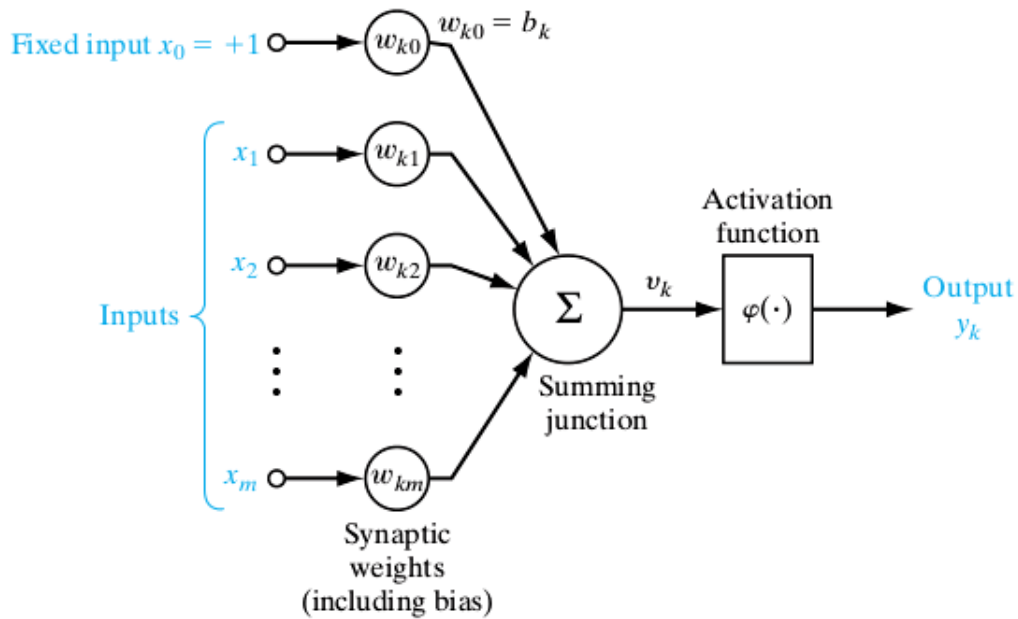 Fixed input x₀ = +1
wₖ₀
wₖ₀ = bₖ
x₁
wₖ₁
Activation
function
x₂
wₖ₂
Inputs
Σ
vₖ
φ(·)
Output
yₖ
Summing
junction
xₘ
wₖₘ
Synaptic
weights
(including bias)